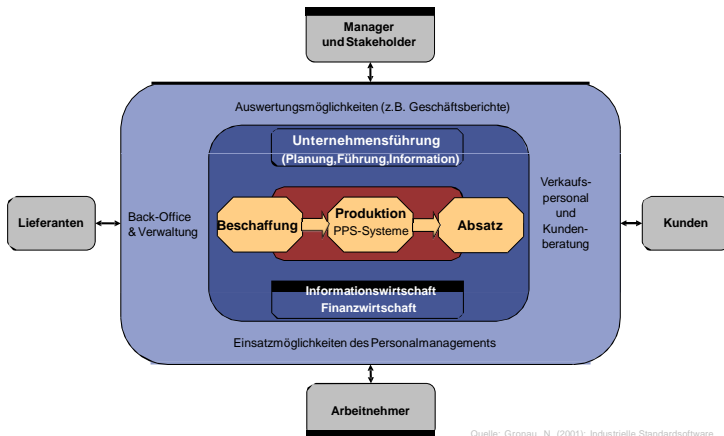 Manager
und Stakeholder
Auswertungsmöglichkeiten (z.B. Geschäftsberichte)
Unternehmensführung
(Planung,Führung,Information)
Lieferanten
Back-Office
& Verwaltung
Beschaffung
Produktion
PPS-Systeme
Absatz
Verkaufs-
personal
und
Kunden-
beratung
Kunden
Informationswirtschaft
Finanzwirtschaft
Einsatzmöglichkeiten des Personalmanagements
Arbeitnehmer
Quelle: Gronau, N. (2001): Industrielle Standardsoftware